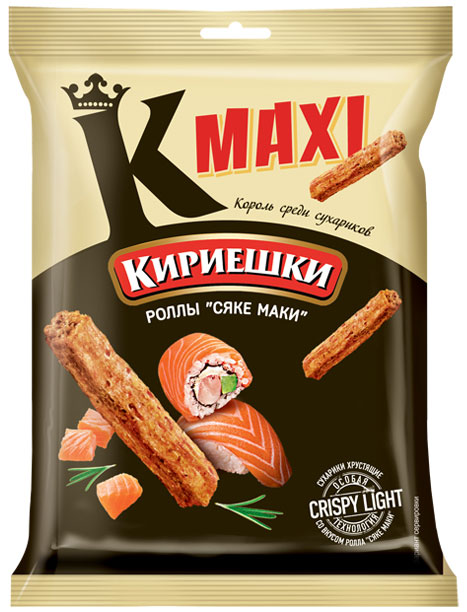 К MAXI
Король среди сухариков
КИРИЕШКИ
РОЛЛЫ "СЯКЕ МАКИ"
СУХАРИКИ ХРУСТЯЩИЕ
ОСОБАЯ
CRISPY LIGHT
ТЕХНОЛОГИЯ
СО ВКУСОМ РОЛЛА "СЯКЕ МАКИ"
сервировки